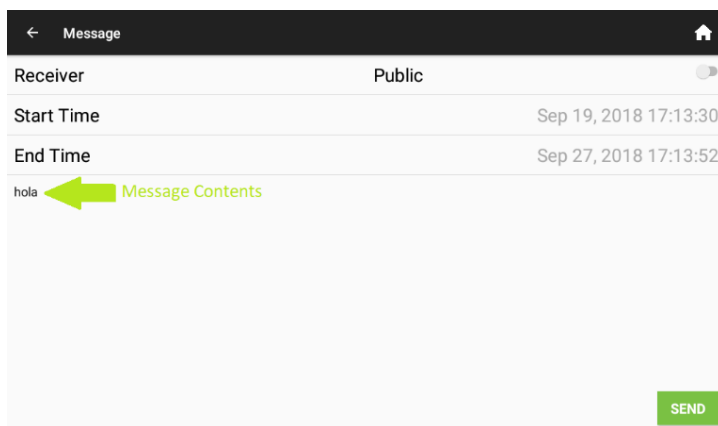 Message
Receiver Public
Start Time Sep 19, 2018 17:13:30
End Time Sep 27, 2018 17:13:52
hola Message Contents
SEND